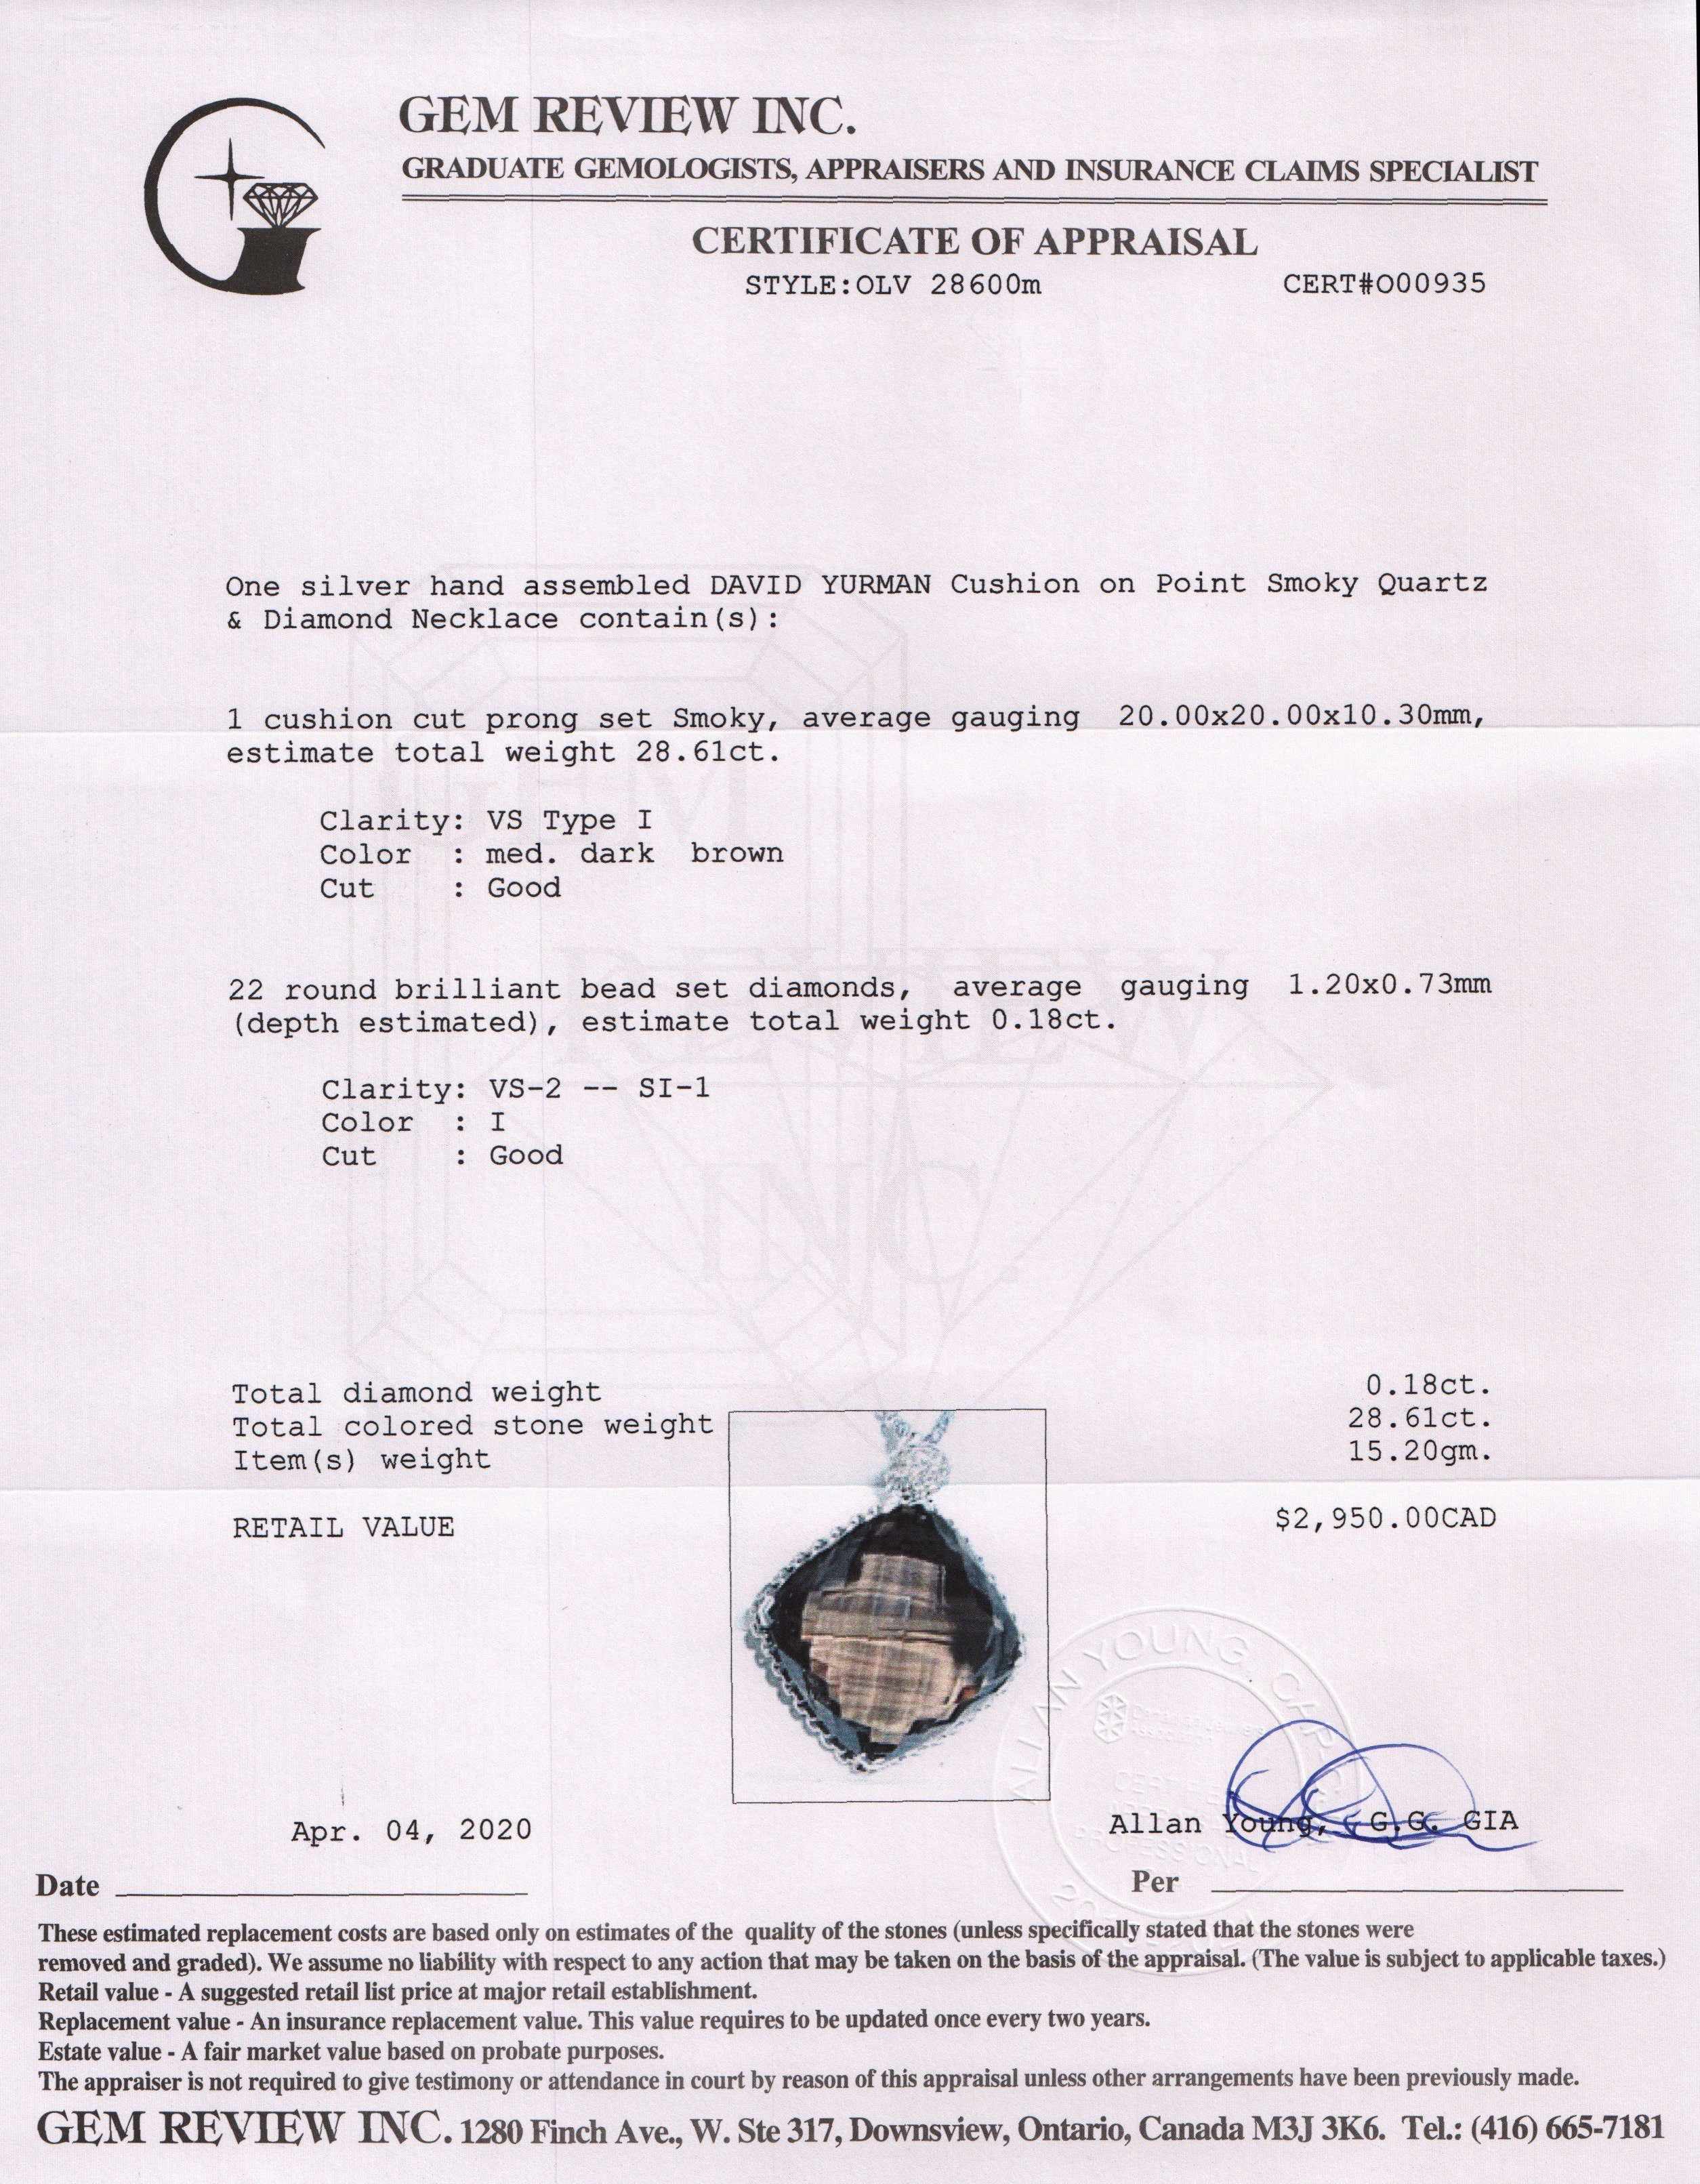 GEM REVIEW INC.
GRADUATE GEMOLOGISTS, APPRAISERS AND INSURANCE CLAIMS SPECIALIST
CERTIFICATE OF APPRAISAL
STYLE:OLV 28600m CERT#O00935
One silver hand assembled DAVID YURMAN Cushion on Point Smoky Quartz
& Diamond Necklace contain(s):
1 cushion cut prong set Smoky, average gauging 20.00x20.00x10.30mm,
estimate total weight 28.61ct.
Clarity: VS Type I
Color : med. dark brown
Cut : Good
22 round brilliant bead set diamonds, average gauging 1.20x0.73mm
(depth estimated), estimate total weight 0.18ct.
Clarity: VS-2 -- SI-1
Color : I
Cut : Good
GEM
REVIEW
INC.
Total diamond weight 0.18ct.
Total colored stone weight 28.61ct.
Item(s) weight 15.20gm.
RETAIL VALUE $2,950.00CAD
ALLAN YOUNG, 
Apr. 04, 2020
Allan Young, G.G. GIA
Date
Per
These estimated replacement costs are based only on estimates of the quality of the stones (unless specifically stated that the stones were
removed and graded). We assume no liability with respect to any action that may be taken on the basis of the appraisal. (The value is subject to applicable taxes.)
Retail value - A suggested retail list price at major retail establishment.
Replacement value - An insurance replacement value. This value requires to be updated once every two years.
Estate value - A fair market value based on probate purposes.
The appraiser is not required to give testimony or attendance in court by reason of this appraisal unless other arrangements have been previously made.
GEM REVIEW INC. 1280 Finch Ave., W. Ste 317, Downsview, Ontario, Canada M3J 3K6. Tel.: (416) 665-7181